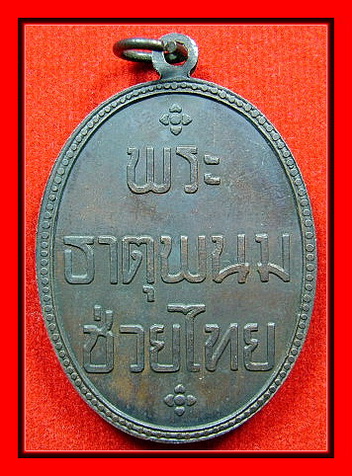 พระ
ธาตุพนม
ช่วยไทย